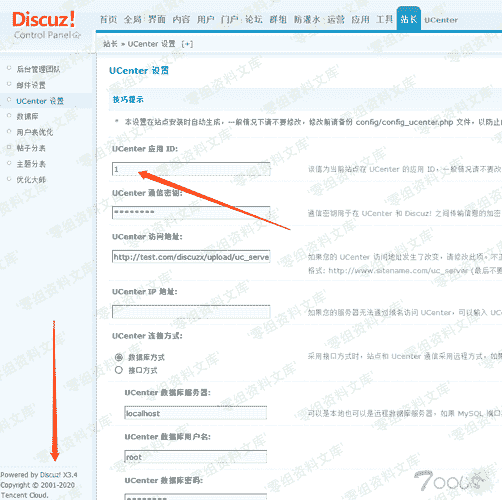 Discuz!
Control Panel
首页 全局 界面 内容 用户 门户 论坛 群组 防灌水 运营 应用 工具 站长 UCenter
站长 » UCenter 设置 [+]
后台管理团队
邮件设置
UCenter 设置
数据库
用户表优化
帖子分表
主题分表
优化大师
UCenter 设置
技巧提示
* 本设置在站点安装时自动生成，一般情况下请不要修改，修改前请备份 config/config_ucenter.php 文件，以防止
UCenter 应用 ID:
1
该值为当前站点在 UCenter 的应用 ID，一般情况请不要改
UCenter 通信密钥:
********
通信密钥用于在 UCenter 和 Discuz! 之间传输信息的加密
UCenter 访问地址:
http://test.com/discuzx/upload/uc_serve
如果您的 UCenter 访问地址发生了改变，请修改此项。不正
格式: http://www.sitename.com/uc_server (最后不要
UCenter IP 地址:
如果您的服务器无法通过域名访问 UCenter，可以输入 UC
UCenter 连接方式:
数据库方式
接口方式
采用接口方式时，站点和 UCenter 通信采用远程方式，如果
UCenter 数据库服务器:
localhost
可以是本地也可以是远程数据库服务器，如果 MySQL 端口
UCenter 数据库用户名:
root
UCenter 数据库密码:
********
Powered by Discuz! X3.4
Copyright © 2001-2020
Tencent Cloud.
零组资料文库
T00LS